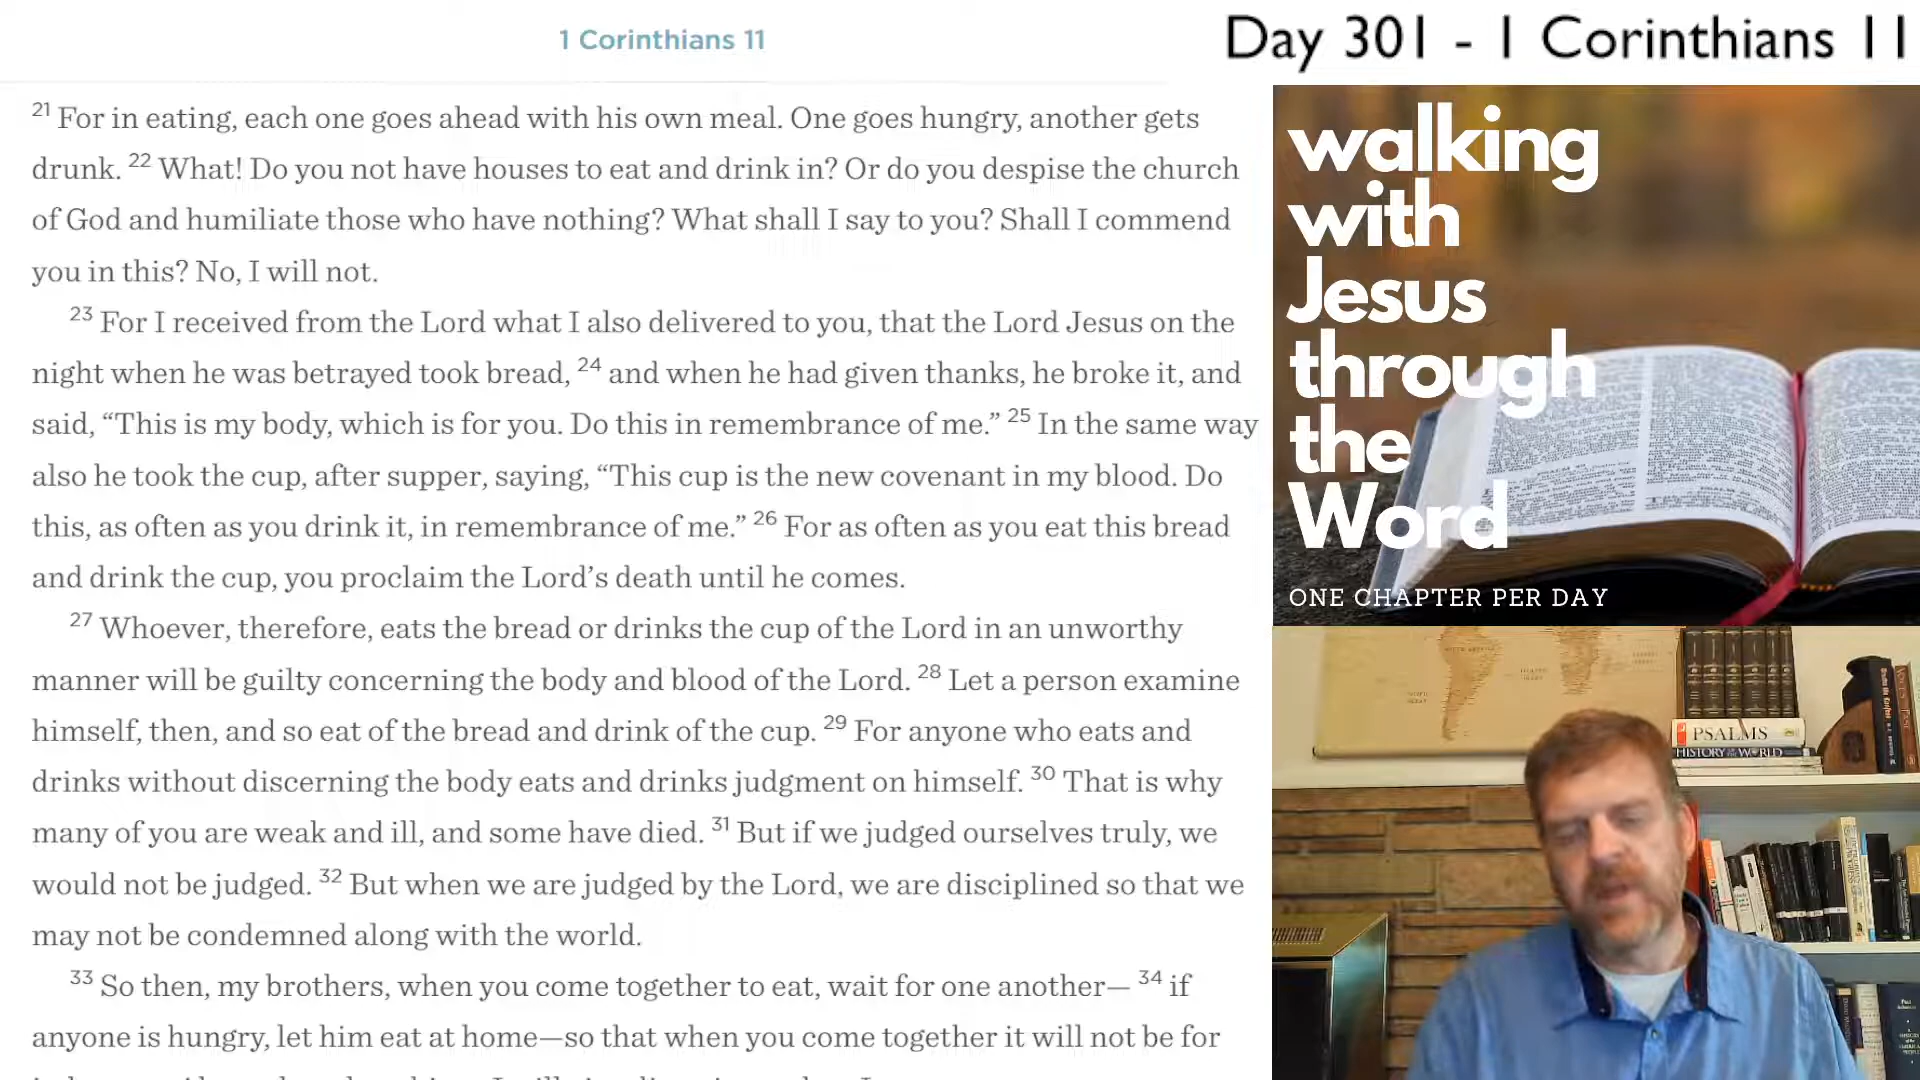 1 Corinthians 11
Day 301 - 1 Corinthians 11
21 For in eating, each one goes ahead with his own meal. One goes hungry, another gets
drunk. 22 What! Do you not have houses to eat and drink in? Or do you despise the church
of God and humiliate those who have nothing? What shall I say to you? Shall I commend
you in this? No, I will not.
23 For I received from the Lord what I also delivered to you, that the Lord Jesus on the
night when he was betrayed took bread, 24 and when he had given thanks, he broke it, and
said, “This is my body, which is for you. Do this in remembrance of me.” 25 In the same way
also he took the cup, after supper, saying, “This cup is the new covenant in my blood. Do
this, as often as you drink it, in remembrance of me.” 26 For as often as you eat this bread
and drink the cup, you proclaim the Lord’s death until he comes.
27 Whoever, therefore, eats the bread or drinks the cup of the Lord in an unworthy
manner will be guilty concerning the body and blood of the Lord. 28 Let a person examine
himself, then, and so eat of the bread and drink of the cup. 29 For anyone who eats and
drinks without discerning the body eats and drinks judgment on himself. 30 That is why
many of you are weak and ill, and some have died. 31 But if we judged ourselves truly, we
would not be judged. 32 But when we are judged by the Lord, we are disciplined so that we
may not be condemned along with the world.
33 So then, my brothers, when you come together to eat, wait for one another— 34 if
anyone is hungry, let him eat at home—so that when you come together it will not be for
walking
with
Jesus
through
the
Word
ONE CHAPTER PER DAY
PSALMS
HISTORY OF THE WORLD